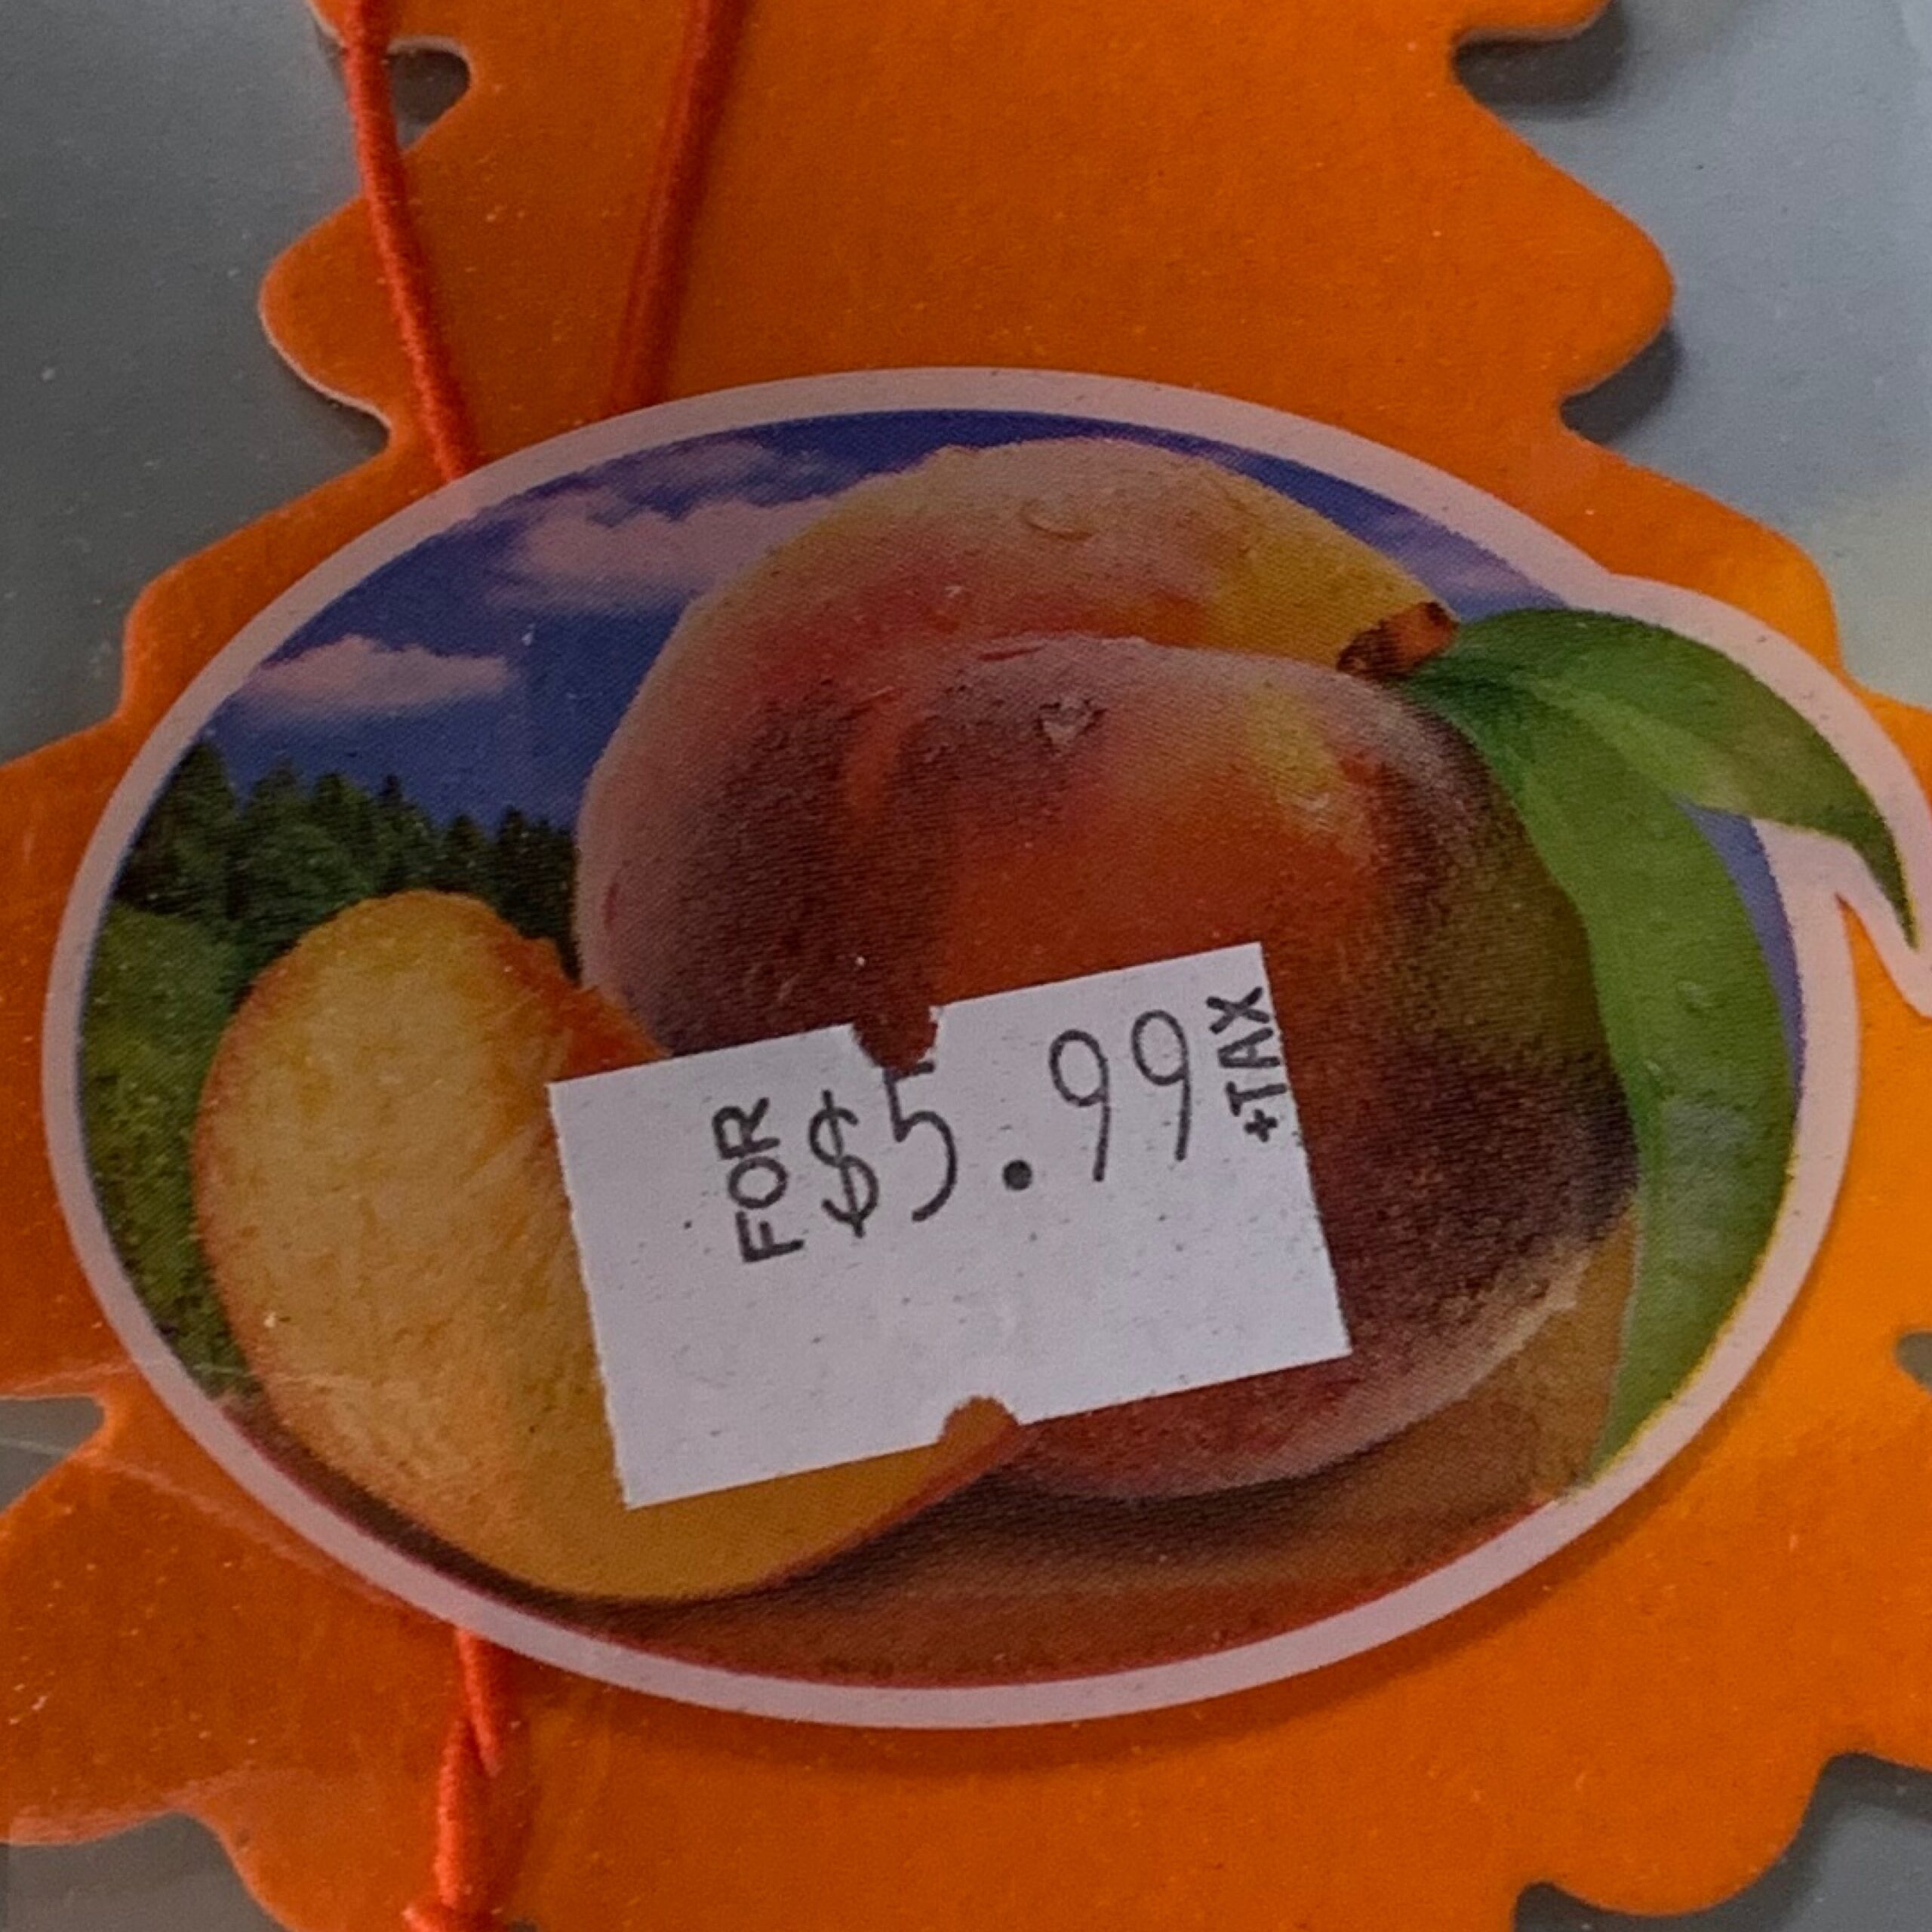 FOR $5.99 +TAX